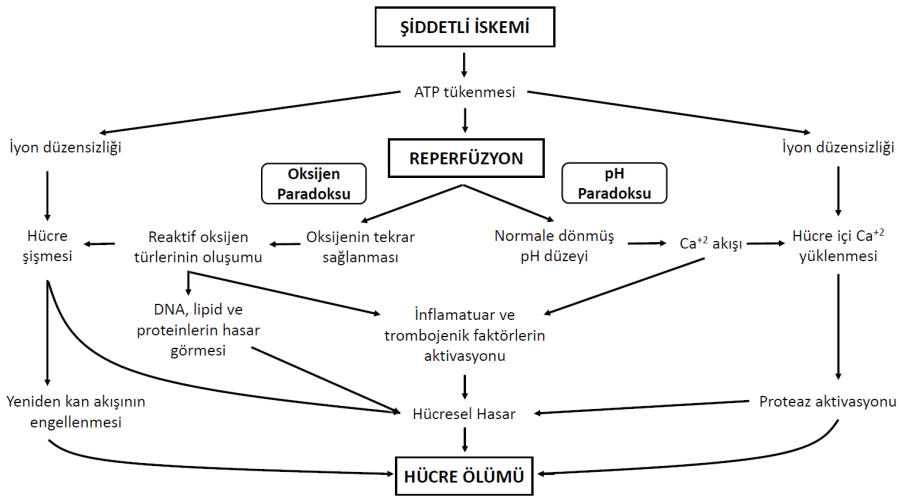 ŞİDDETLİ İSKEMİ
ATP tükenmesi
İyon düzensizliği
REPERFÜZYON
İyon düzensizliği
Oksijen
Paradoksu
pH
Paradoksu
Hücre
şişmesi
Reaktif oksijen
türlerinin oluşumu
Oksijenin tekrar
sağlanması
Normale dönmüş
pH düzeyi
Ca+2 akışı
Hücre içi Ca+2
yüklenmesi
DNA, lipid ve
proteinlerin hasar
görmesi
İnflamatuar ve
trombojenik faktörlerin
aktivasyonu
Yeniden kan akışının
engellenmesi
Hücresel Hasar
Proteaz aktivasyonu
HÜCRE ÖLÜMÜ